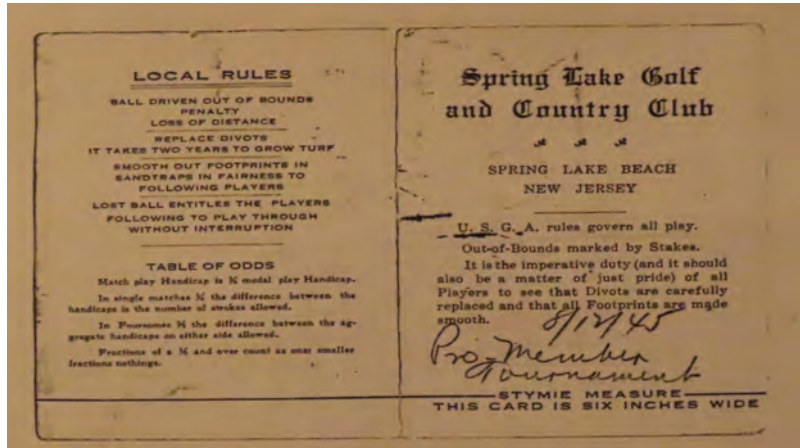 LOCAL RULES
BALL DRIVEN OUT OF BOUNDS
PENALTY
LOSS OF DISTANCE
REPLACE DIVOTS
IT TAKES TWO YEARS TO GROW TURF
SMOOTH OUT FOOTPRINTS IN
SANDTRAPS IN FAIRNESS TO
FOLLOWING PLAYERS
LOST BALL ENTITLES THE PLAYERS
FOLLOWING TO PLAY THROUGH
WITHOUT INTERRUPTION
TABLE OF ODDS
Match play Handicap is medal play Handicap.
In single matches the difference between the
handicaps is the number of strokes allowed.
In Foursomes the difference between the ag-
gregate handicaps on either side allowed.
Fractions of a ½ and over count as one; smaller
fractions nothings.
Spring Lake Golf
and Country Club
SPRING LAKE BEACH
NEW JERSEY
U. S. G. A. rules govern all play.
Out-of-Bounds marked by Stakes.
It is the imperative duty (and it should
also be a matter of just pride) of all
Players to see that Divots are carefully
replaced and that all Footprints are made
smooth.
8/12/45
Pro-Member
Tournament
STYMIE MEASURE
THIS CARD IS SIX INCHES WIDE